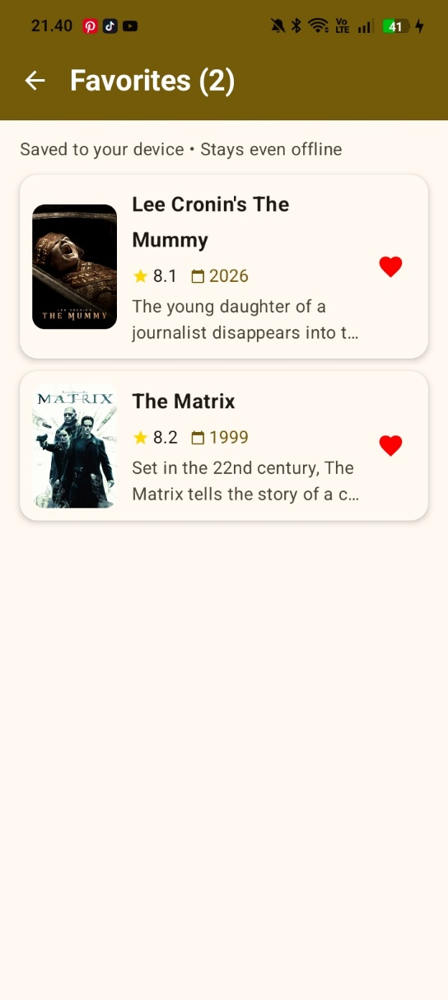 21.40
Vo
LTE
41
Favorites (2)
Saved to your device • Stays even offline
Lee Cronin's The
Mummy
8.1 2026
The young daughter of a
journalist disappears into t...
LEE CRONIN'S
THE MUMMY
The Matrix
8.2 1999
Set in the 22nd century, The
Matrix tells the story of a c...
MATRIX